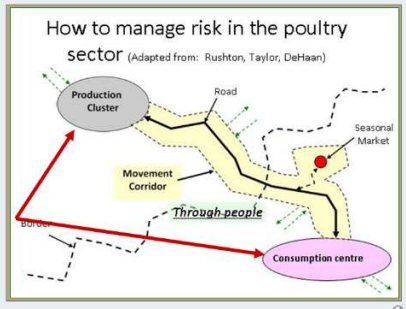 How to manage risk in the poultry
sector (Adapted from: Rushton, Taylor, DeHaan)
Production
Cluster
Road
Seasonal
Market
Movement
Corridor
Through people
Border
Consumption centre